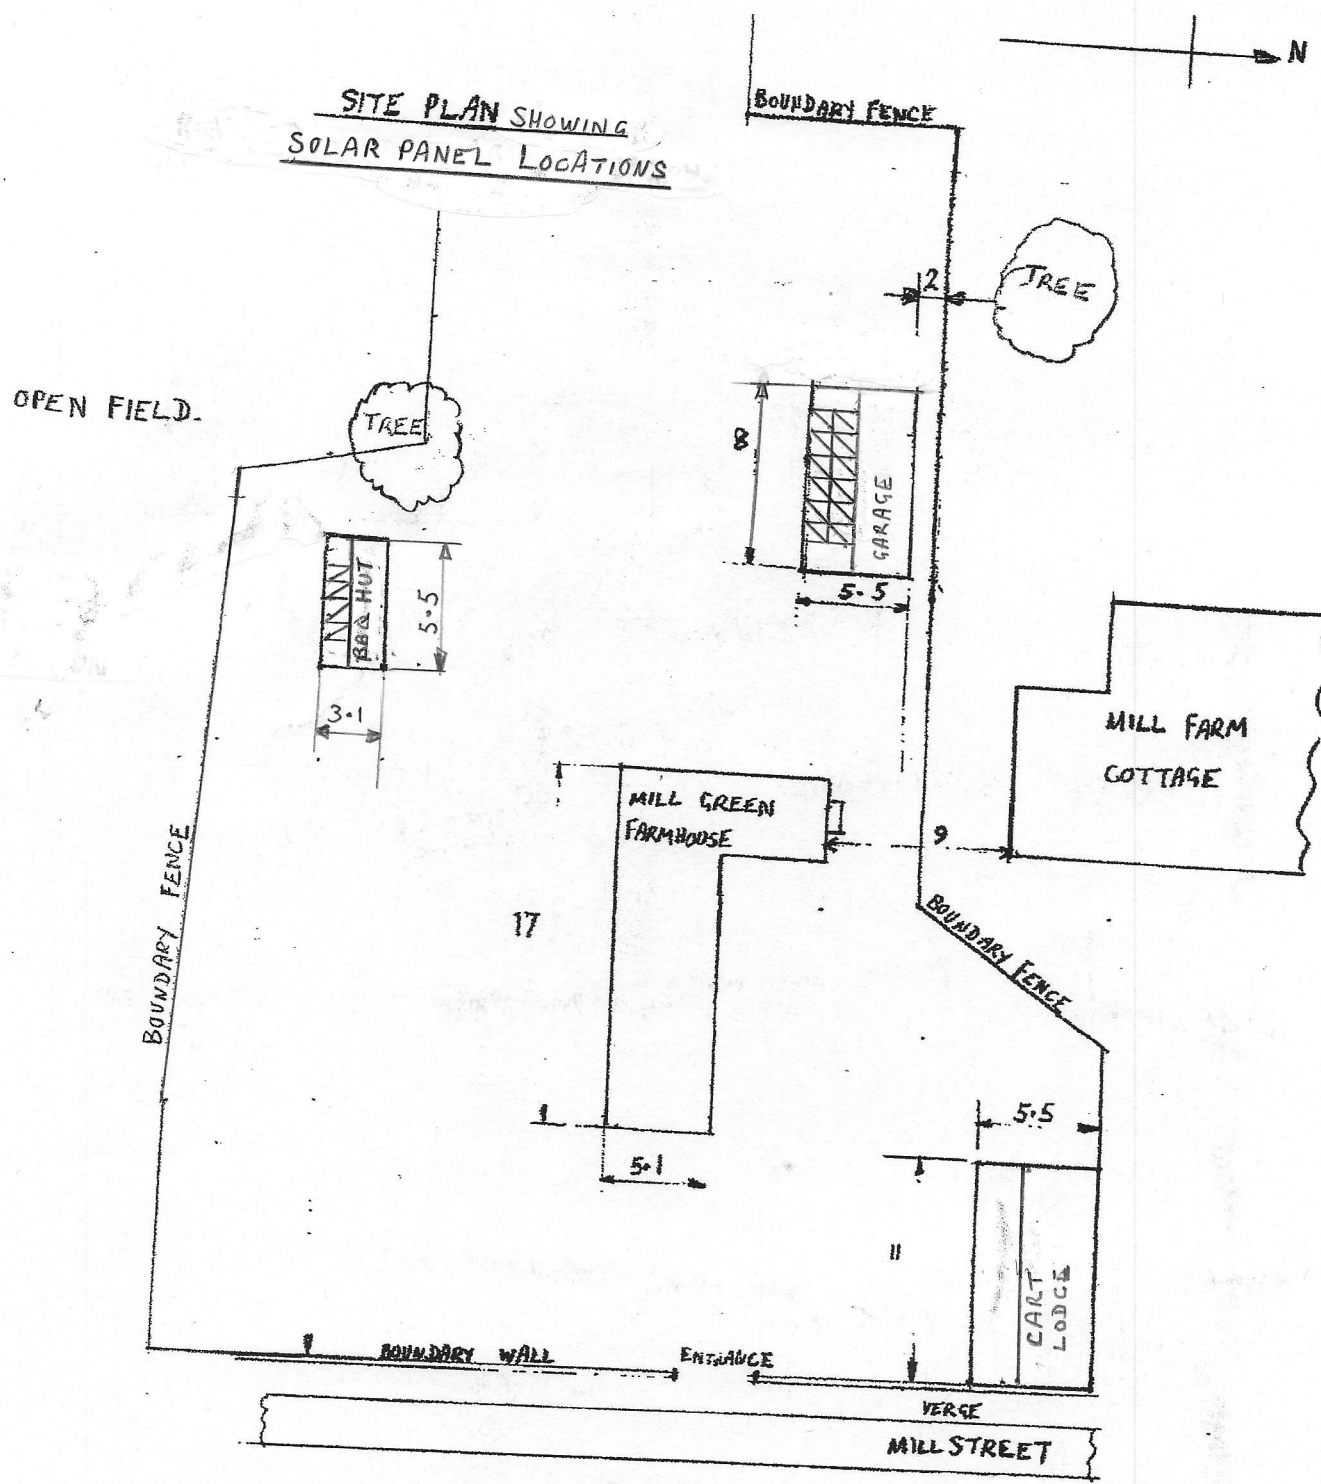 N
BOUNDARY FENCE
SITE PLAN SHOWING
SOLAR PANEL LOCATIONS
2
TREE
OPEN FIELD.
TREE
8
GARAGE
5.5
BBQ HUT
5.5
3.1
MILL FARM
COTTAGE
MILL GREEN
FARMHOUSE
9
BOUNDARY FENCE
17
BOUNDARY FENCE
5.5
5.1
11
CART
LODGE
BOUNDARY WALL
ENTRANCE
VERGE
MILL STREET